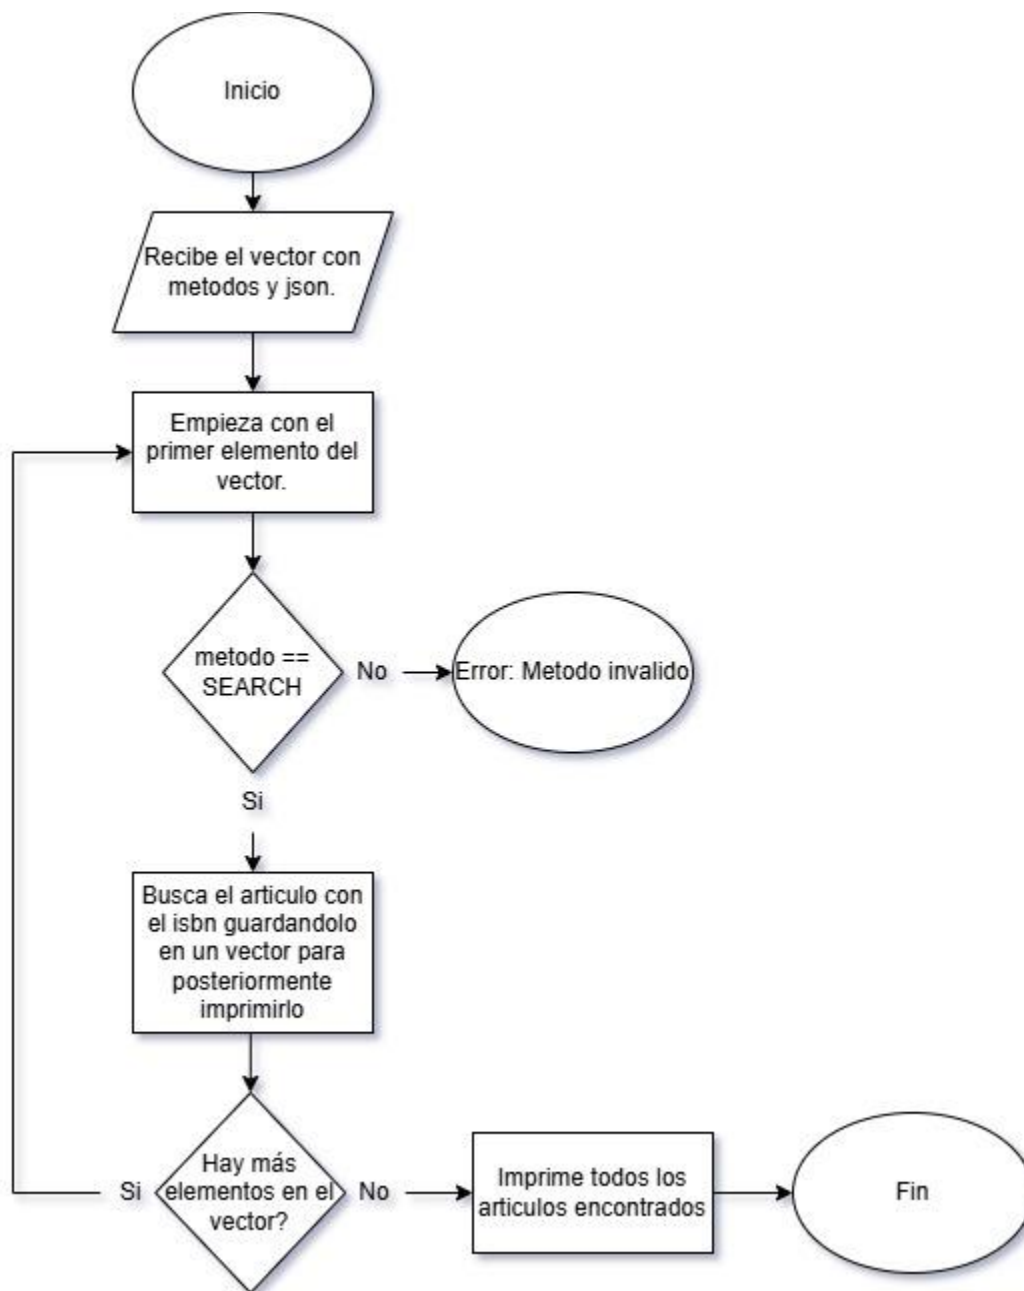 Inicio
Recibe el vector con
metodos y json.
Empieza con el
primer elemento del
vector.
metodo ==
SEARCH
No
Error: Metodo invalido
Si
Busca el articulo con
el isbn guardandolo
en un vector para
posteriormente
imprimirlo
Si
Hay más
elementos en el
vector?
No
Imprime todos los
articulos encontrados
Fin